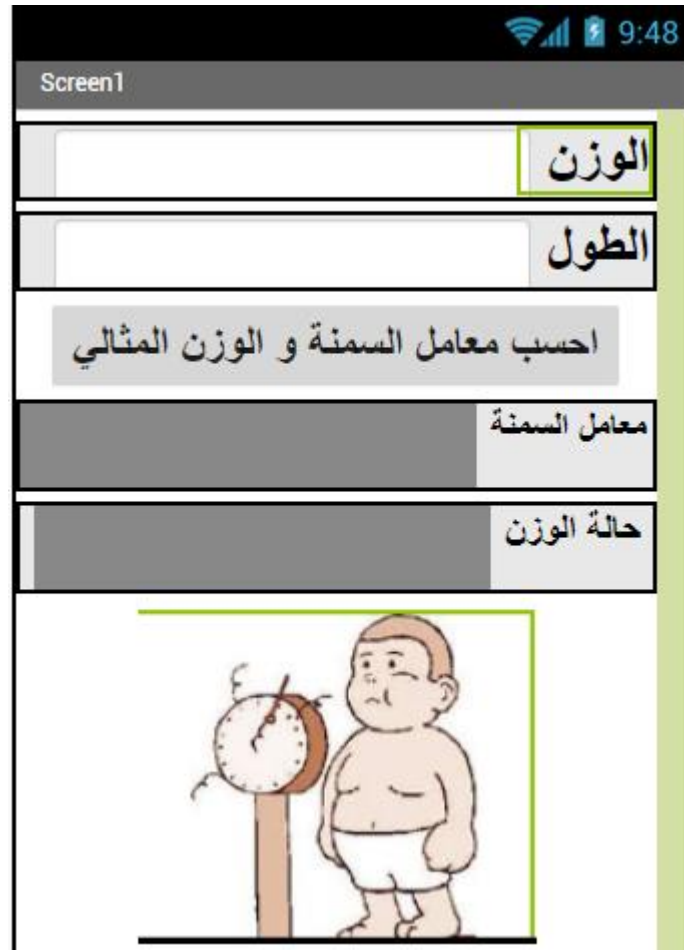 9:48
Screen1
الوزن
الطول
احسب معامل السمنة و الوزن المثالي
معامل السمنة
حالة الوزن